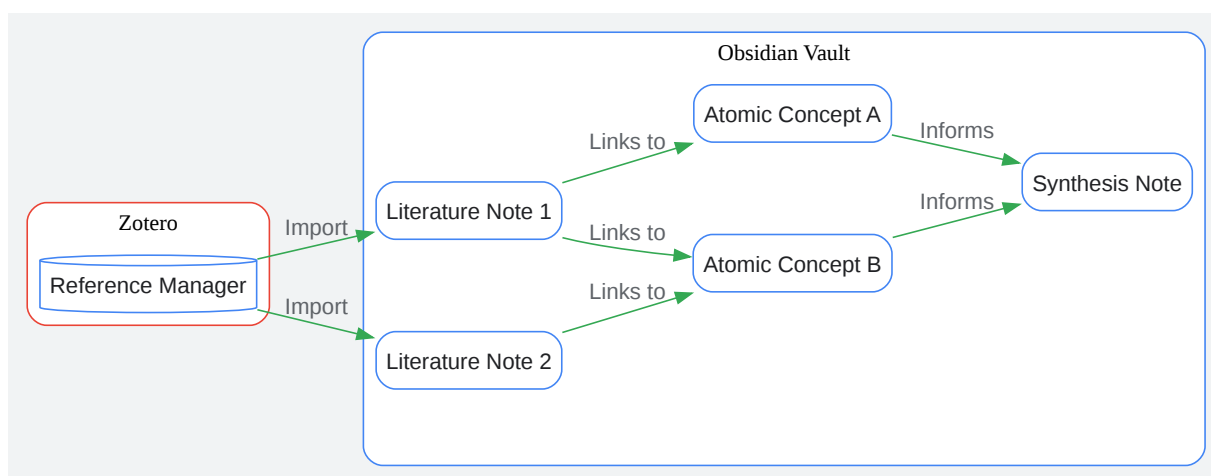 Obsidian Vault
Atomic Concept A
Informs
Links to
Synthesis Note
Literature Note 1
Informs
Zotero
Import
Links to
Reference Manager
Atomic Concept B
Import
Links to
Literature Note 2